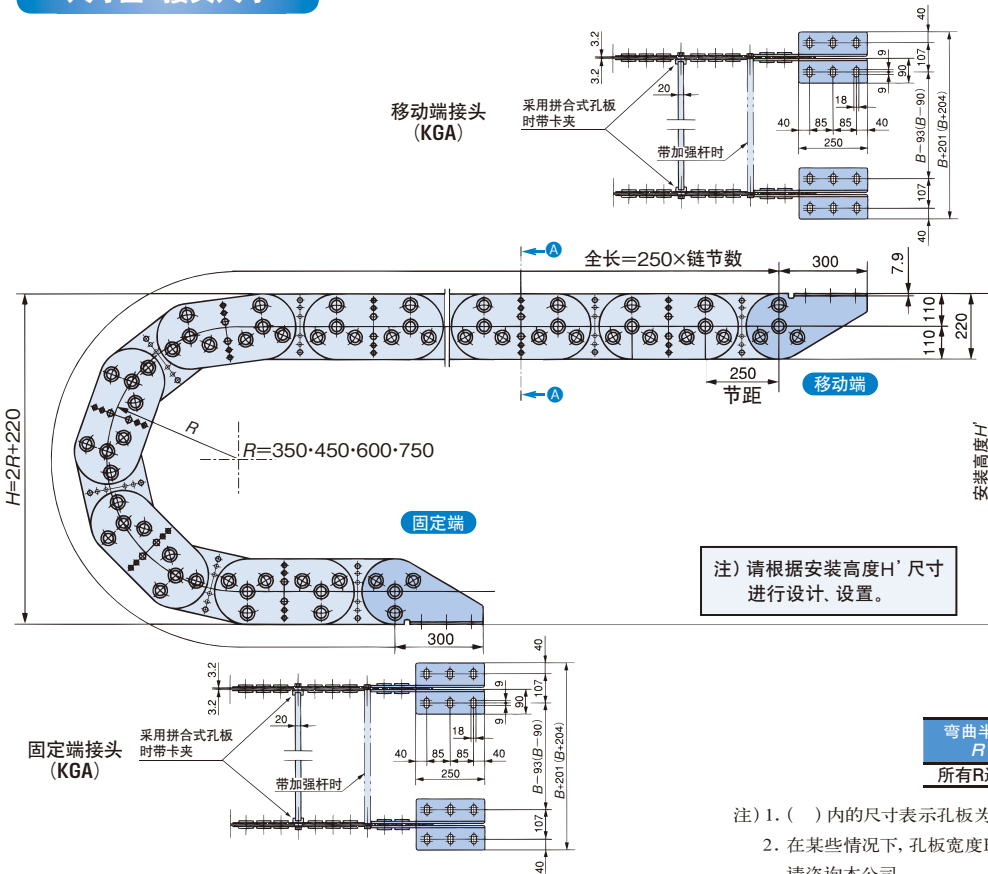 40
3.2
3.2
20
移动端接头
(KGA)
采用拼合式孔板
时带卡夹
带加强杆时
9
9
90
107
18
40 85 85 40
250
B−93(B−90)
B+201(B+204)
107
40
A
全长=250×链节数
300
7.9
110
110
220
250
节距
移动端
A
H=2R+220
R
R=350·450·600·750
安装高度H'
固定端
注）请根据安装高度H' 尺寸
进行设计、设置。
300
40
3.2
3.2
20
固定端接头
(KGA)
采用拼合式孔板
时带卡夹
带加强杆时
9
9
90
107
18
40 85 85 40
250
B−93(B−90)
B+201(B+204)
107
40
弯曲半
R
所有R
注）1.（ ）内的尺寸表示孔板为
2. 在某些情况下, 孔板宽度